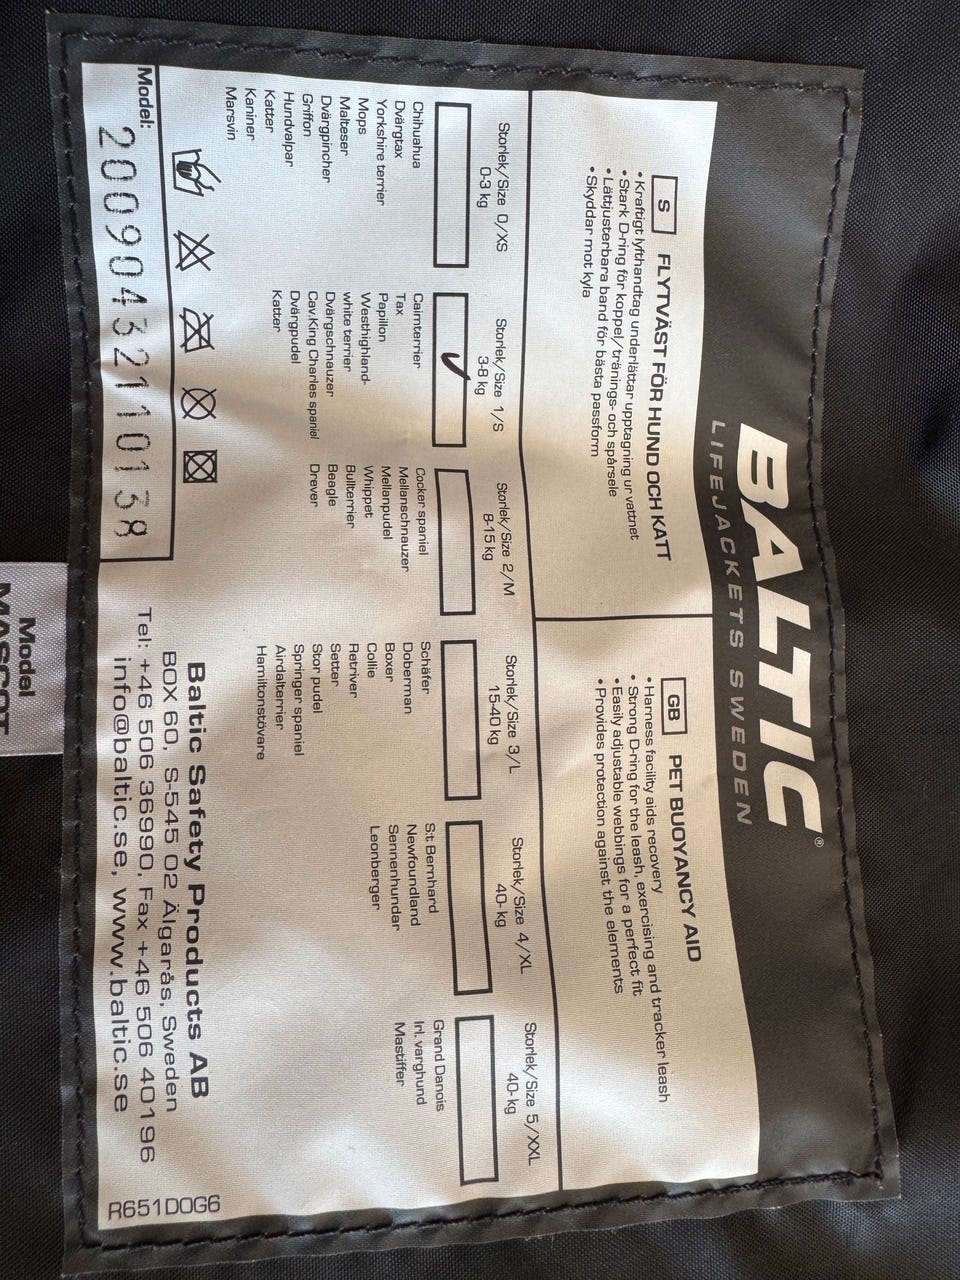 BALTIC®
LIFEJACKETS SWEDEN
S FLYTVÄST FÖR HUND OCH KATT
• Kraftigt lyfthandtag underlättar upptagning ur vattnet
• Stark D-ring för koppel/tränings- och spårsele
• Lättjusterbara band för bästa passform
• Skyddar mot kyla
GB PET BUOYANCY AID
• Harness facility aids recovery
• Strong D-ring for the leash, exercising and tracker leash
• Easily adjustable webbings for a perfect fit
• Provides protection against the elements
Storlek/Size 0/XS
0-3 kg
Chihuahua
Dvärgtax
Yorkshire terrier
Mops
Malteser
Dvärgpincher
Griffon
Hundvalpar
Katter
Kaniner
Marsvin
Storlek/Size 1/S
3-8 kg
✓
Cairnterrier
Tax
Papillon
Westhighland-
white terrier
Dvärgschnauzer
Cav.King Charles spaniel
Dvärgpudel
Katter
Storlek/Size 2/M
8-15 kg
Cocker spaniel
Mellanschnauzer
Mellanpudel
Whippet
Bullterrier
Beagle
Drever
Storlek/Size 3/L
15-40 kg
Schäfer
Doberman
Boxer
Collie
Retriver
Setter
Stor pudel
Springer spaniel
Airdalterrier
Hamiltonstövare
Storlek/Size 4/XL
40- kg
S:t Bernhard
Newfoundland
Sennenhundar
Leonberger
Storlek/Size 5/XXL
40- kg
Grand Danois
Irl. varghund
Mastiffer
Model: 20090432110138
Baltic Safety Products AB
BOX 60, S-545 02 Älgarås, Sweden
Tel: +46 506 36990, Fax +46 506 40196
info@baltic.se, www.baltic.se
R651DOG6
Model
MASCOT